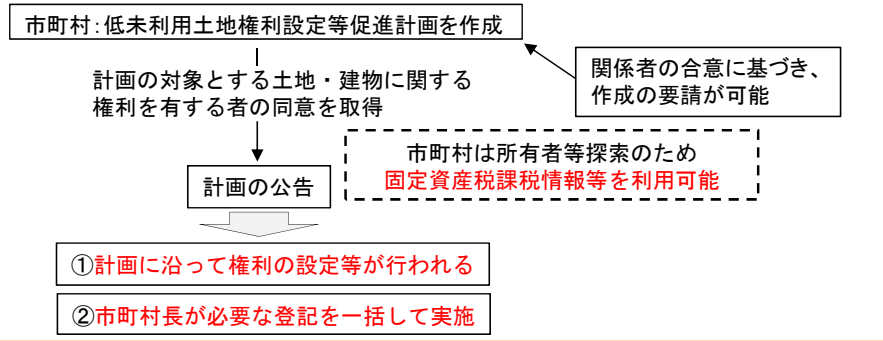 市町村：低未利用土地権利設定等促進計画を作成
関係者の合意に基づき、
作成の要請が可能
計画の対象とする土地・建物に関する
権利を有する者の同意を取得
市町村は所有者等探索のため
固定資産税課税情報等を利用可能
計画の公告
①計画に沿って権利の設定等が行われる
②市町村長が必要な登記を一括して実施